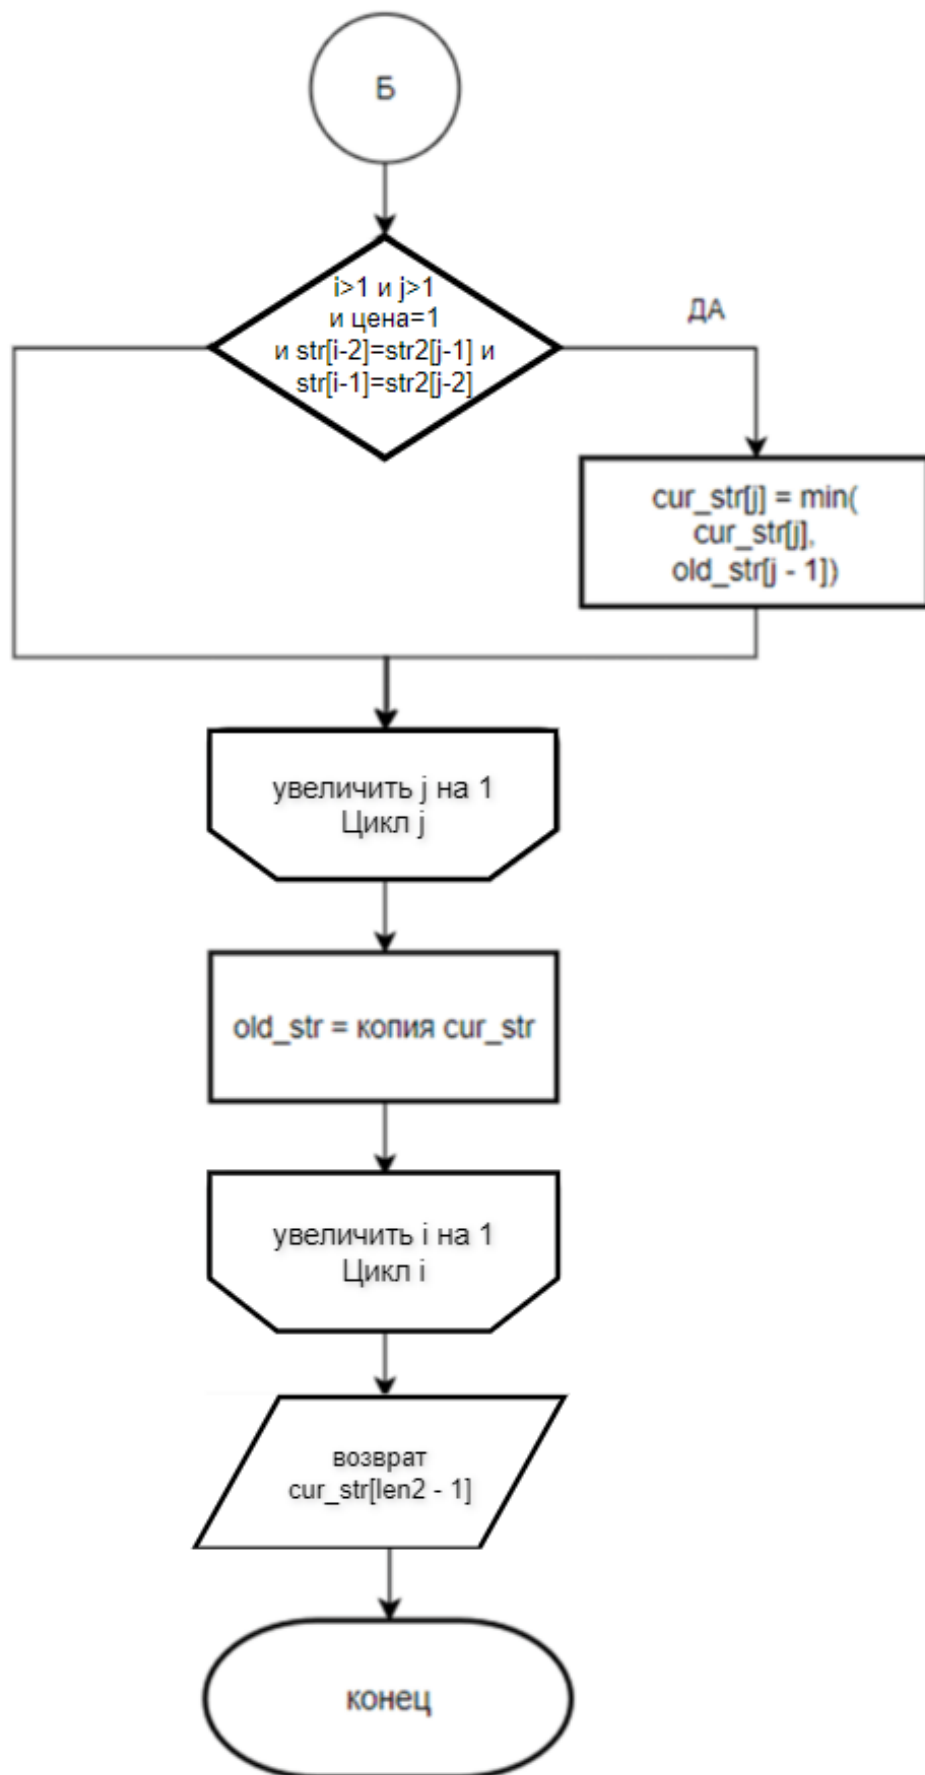 Б
i>1 и j>1
и цена=1
и str[i-2]=str2[j-1] и
str[i-1]=str2[j-2]
ДА
cur_str[j] = min(
cur_str[j],
old_str[j - 1])
увеличить j на 1
Цикл j
old_str = копия cur_str
увеличить i на 1
Цикл i
возврат
cur_str[len2 - 1]
конец